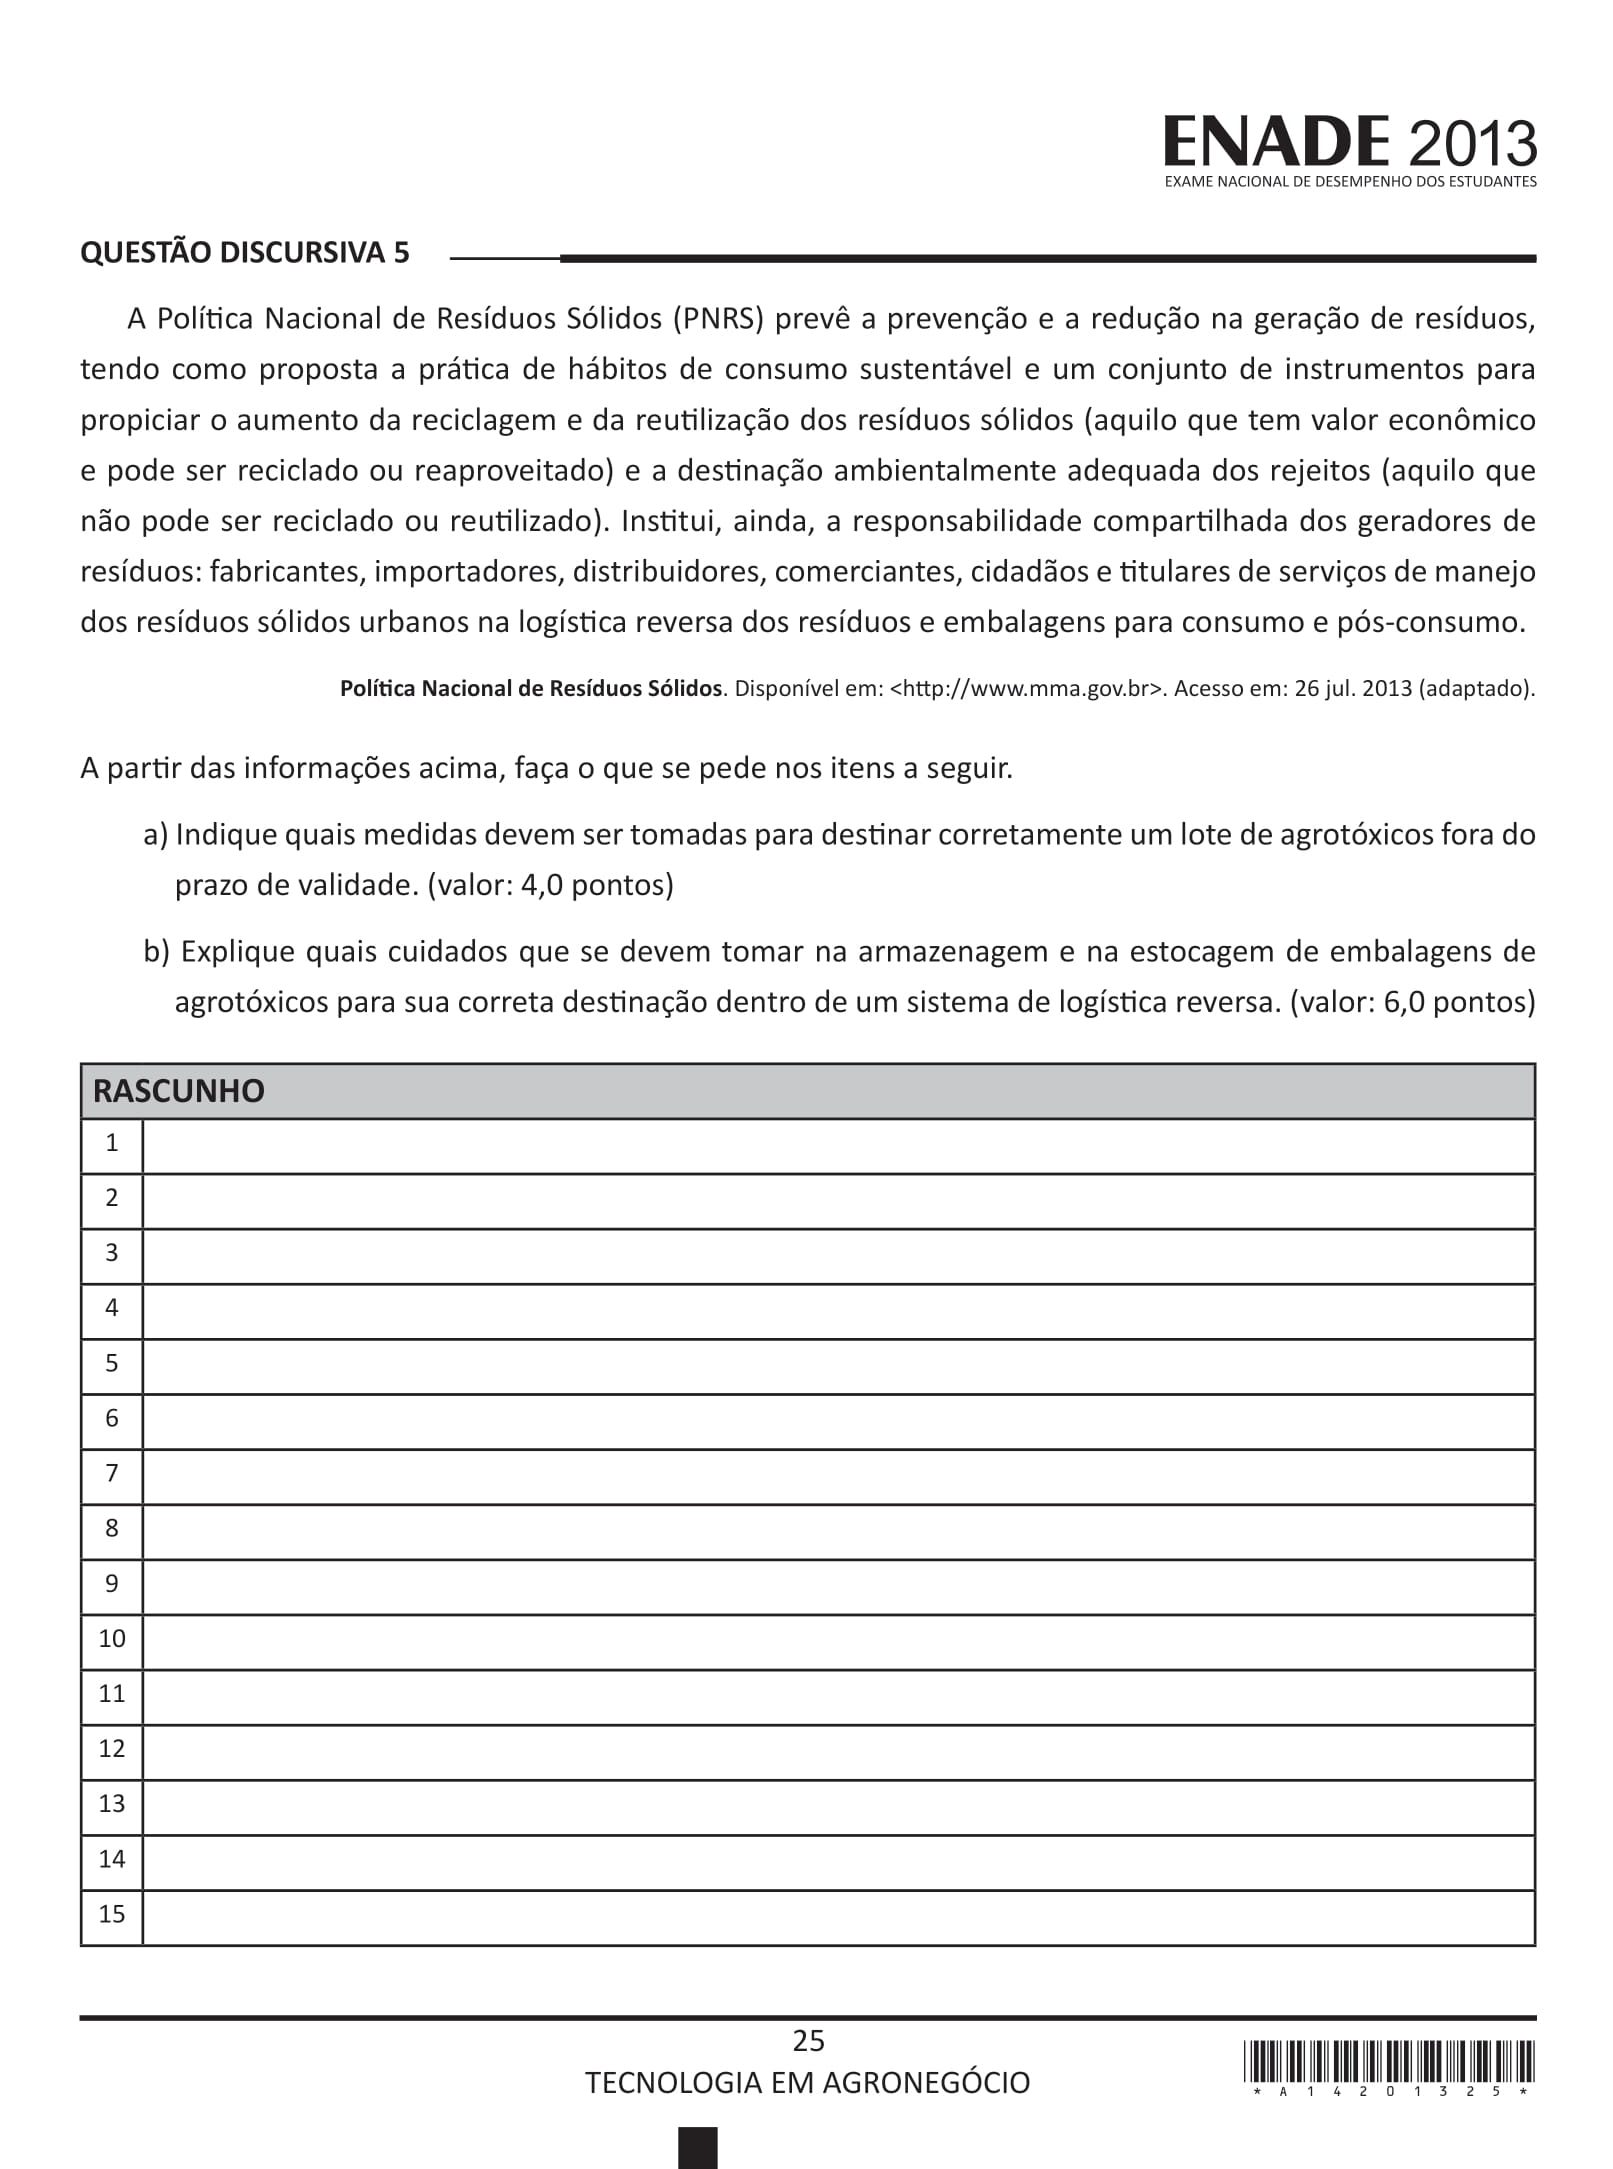 ENADE 2013
EXAME NACIONAL DE DESEMPENHO DOS ESTUDANTES
QUESTÃO DISCURSIVA 5
A Política Nacional de Resíduos Sólidos (PNRS) prevê a prevenção e a redução na geração de resíduos,
tendo como proposta a prática de hábitos de consumo sustentável e um conjunto de instrumentos para
propiciar o aumento da reciclagem e da reutilização dos resíduos sólidos (aquilo que tem valor econômico
e pode ser reciclado ou reaproveitado) e a destinação ambientalmente adequada dos rejeitos (aquilo que
não pode ser reciclado ou reutilizado). Institui, ainda, a responsabilidade compartilhada dos geradores de
resíduos: fabricantes, importadores, distribuidores, comerciantes, cidadãos e titulares de serviços de manejo
dos resíduos sólidos urbanos na logística reversa dos resíduos e embalagens para consumo e pós-consumo.
Política Nacional de Resíduos Sólidos. Disponível em: <http://www.mma.gov.br>. Acesso em: 26 jul. 2013 (adaptado).
A partir das informações acima, faça o que se pede nos itens a seguir.
a) Indique quais medidas devem ser tomadas para destinar corretamente um lote de agrotóxicos fora do
prazo de validade. (valor: 4,0 pontos)
b) Explique quais cuidados que se devem tomar na armazenagem e na estocagem de embalagens de
agrotóxicos para sua correta destinação dentro de um sistema de logística reversa. (valor: 6,0 pontos)
RASCUNHO
1
2
3
4
5
6
7
8
9
10
11
12
13
14
15
25
TECNOLOGIA EM AGRONEGÓCIO
* A 1 4 2 0 1 3 2 5 *